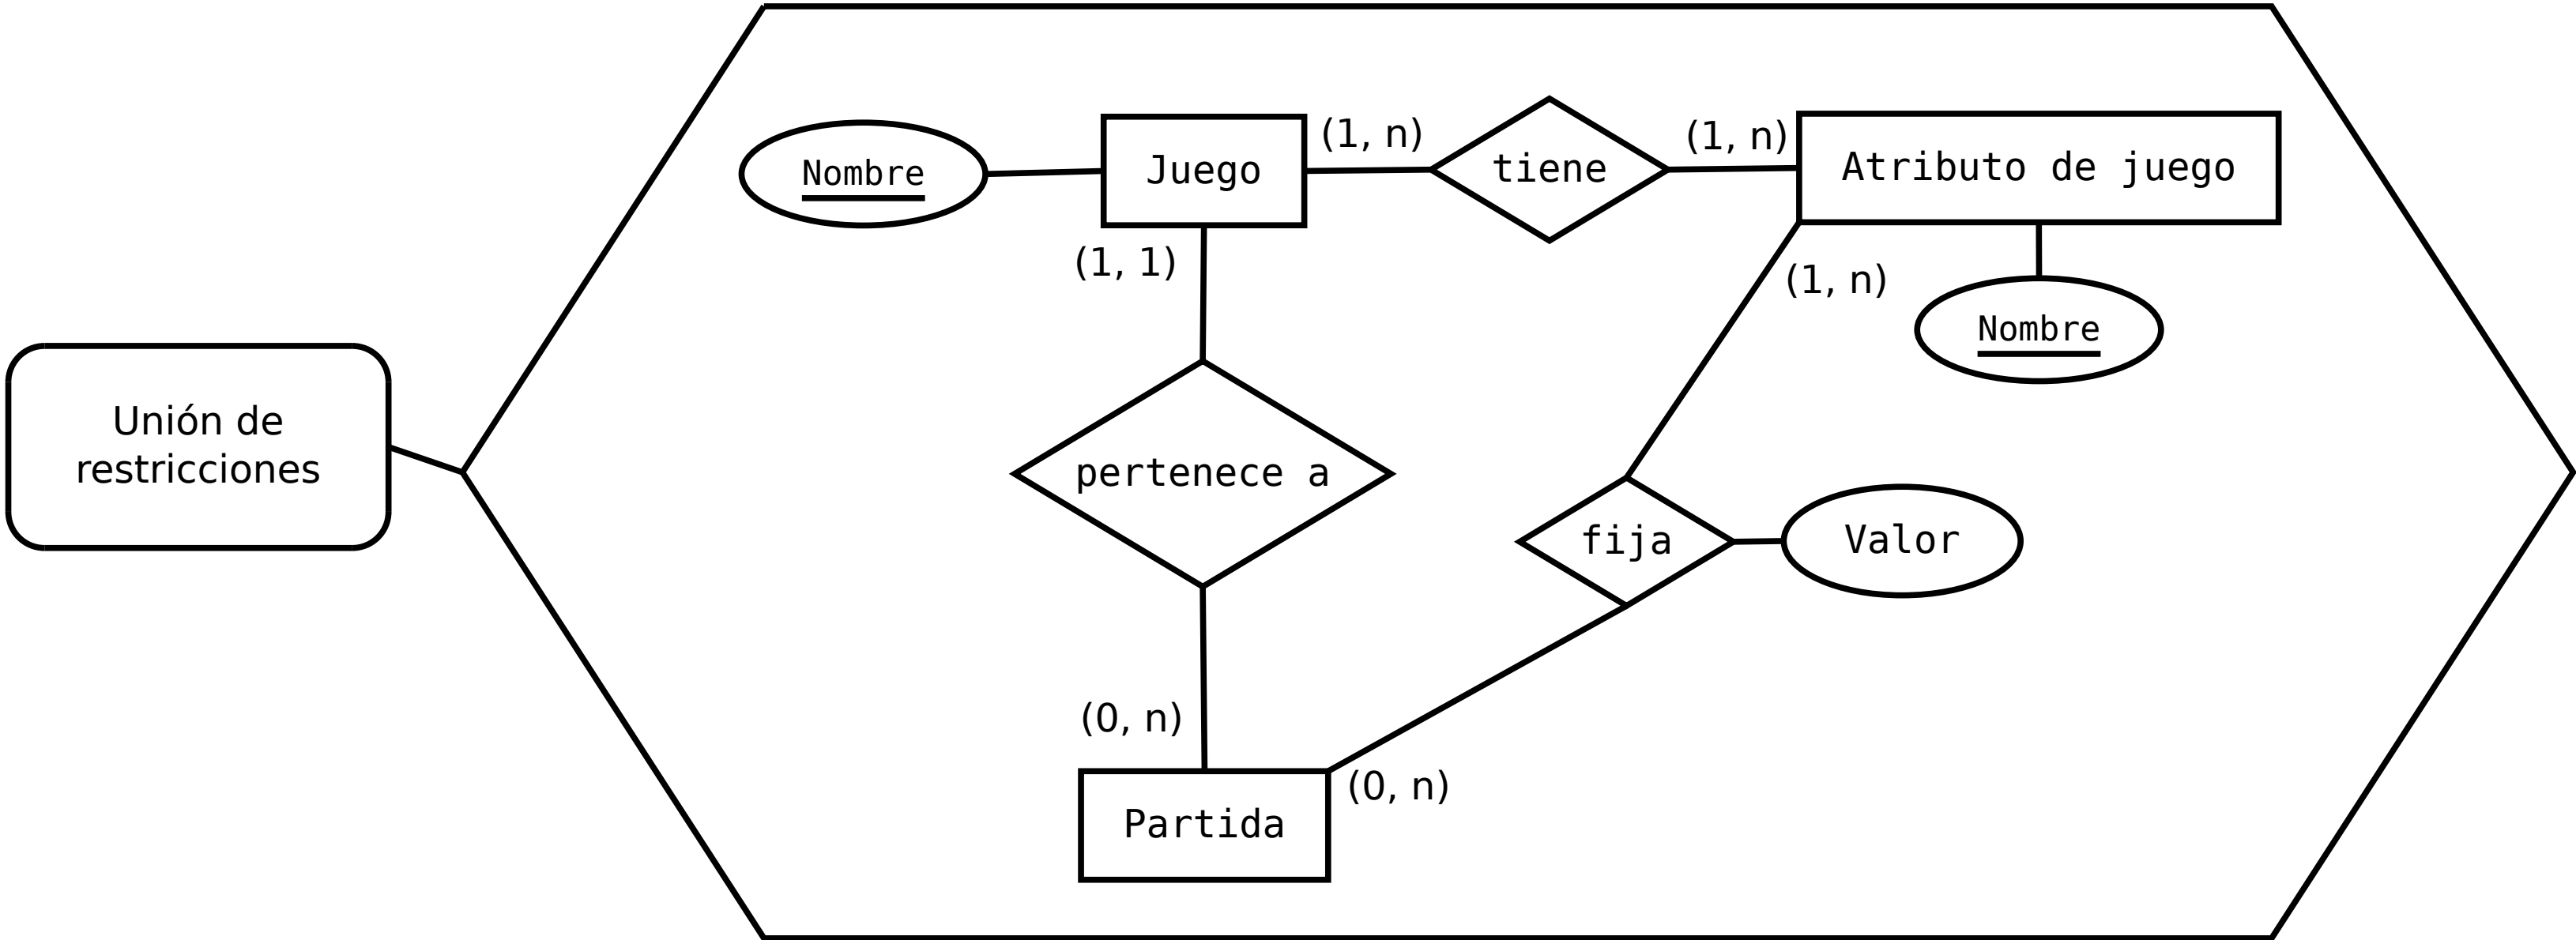 (1, n)
(1, n)
Nombre
Juego
tiene
Atributo de juego
(1, 1)
(1, n)
Nombre
Unión de
restricciones
pertenece a
fija
Valor
(0, n)
(0, n)
Partida